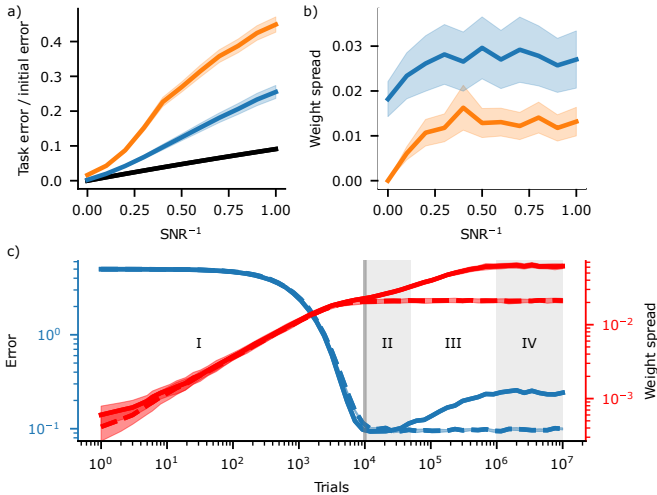 a)
b)
Task error / initial error
0.4
0.3
0.2
0.1
0.0
0.00
0.25
0.50
0.75
1.00
SNR⁻¹
Weight spread
0.03
0.02
0.01
0.00
0.00
0.25
0.50
0.75
1.00
SNR⁻¹
c)
Error
10⁰
10⁻¹
I
II
III
IV
10⁻²
10⁻³
Weight spread
10⁰
10¹
10²
10³
10⁴
10⁵
10⁶
10⁷
Trials